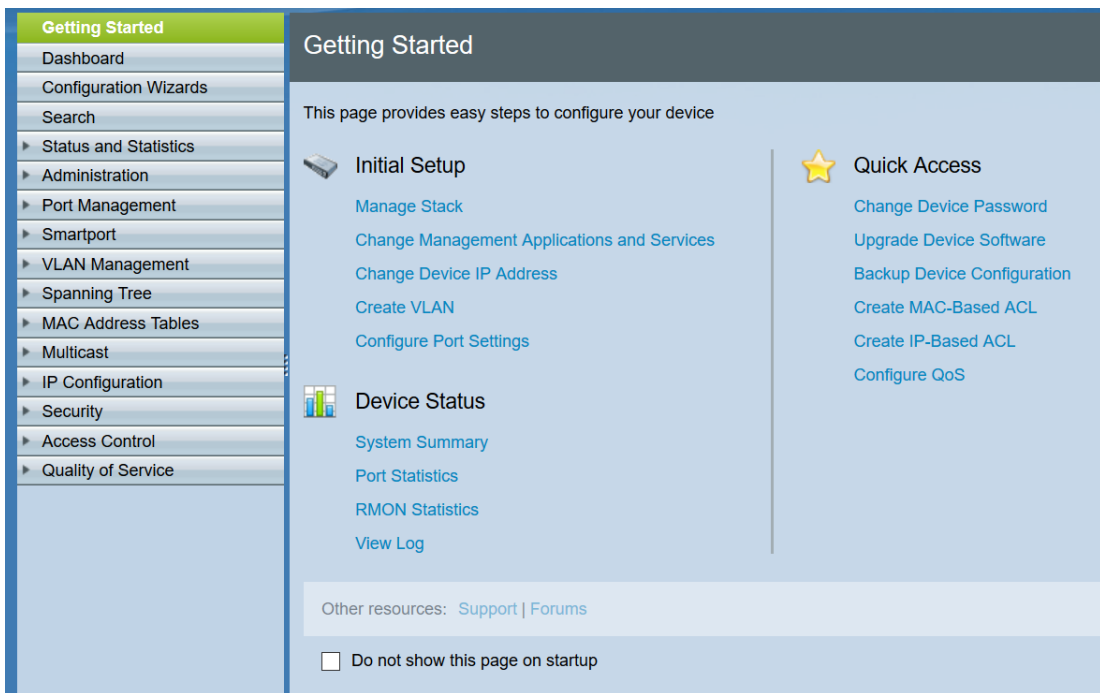 Getting Started
Dashboard
Configuration Wizards
Search
Status and Statistics
Administration
Port Management
Smartport
VLAN Management
Spanning Tree
MAC Address Tables
Multicast
IP Configuration
Security
Access Control
Quality of Service
Getting Started
This page provides easy steps to configure your device
Initial Setup
Manage Stack
Change Management Applications and Services
Change Device IP Address
Create VLAN
Configure Port Settings
Device Status
System Summary
Port Statistics
RMON Statistics
View Log
Quick Access
Change Device Password
Upgrade Device Software
Backup Device Configuration
Create MAC-Based ACL
Create IP-Based ACL
Configure QoS
Other resources: Support | Forums
Do not show this page on startup